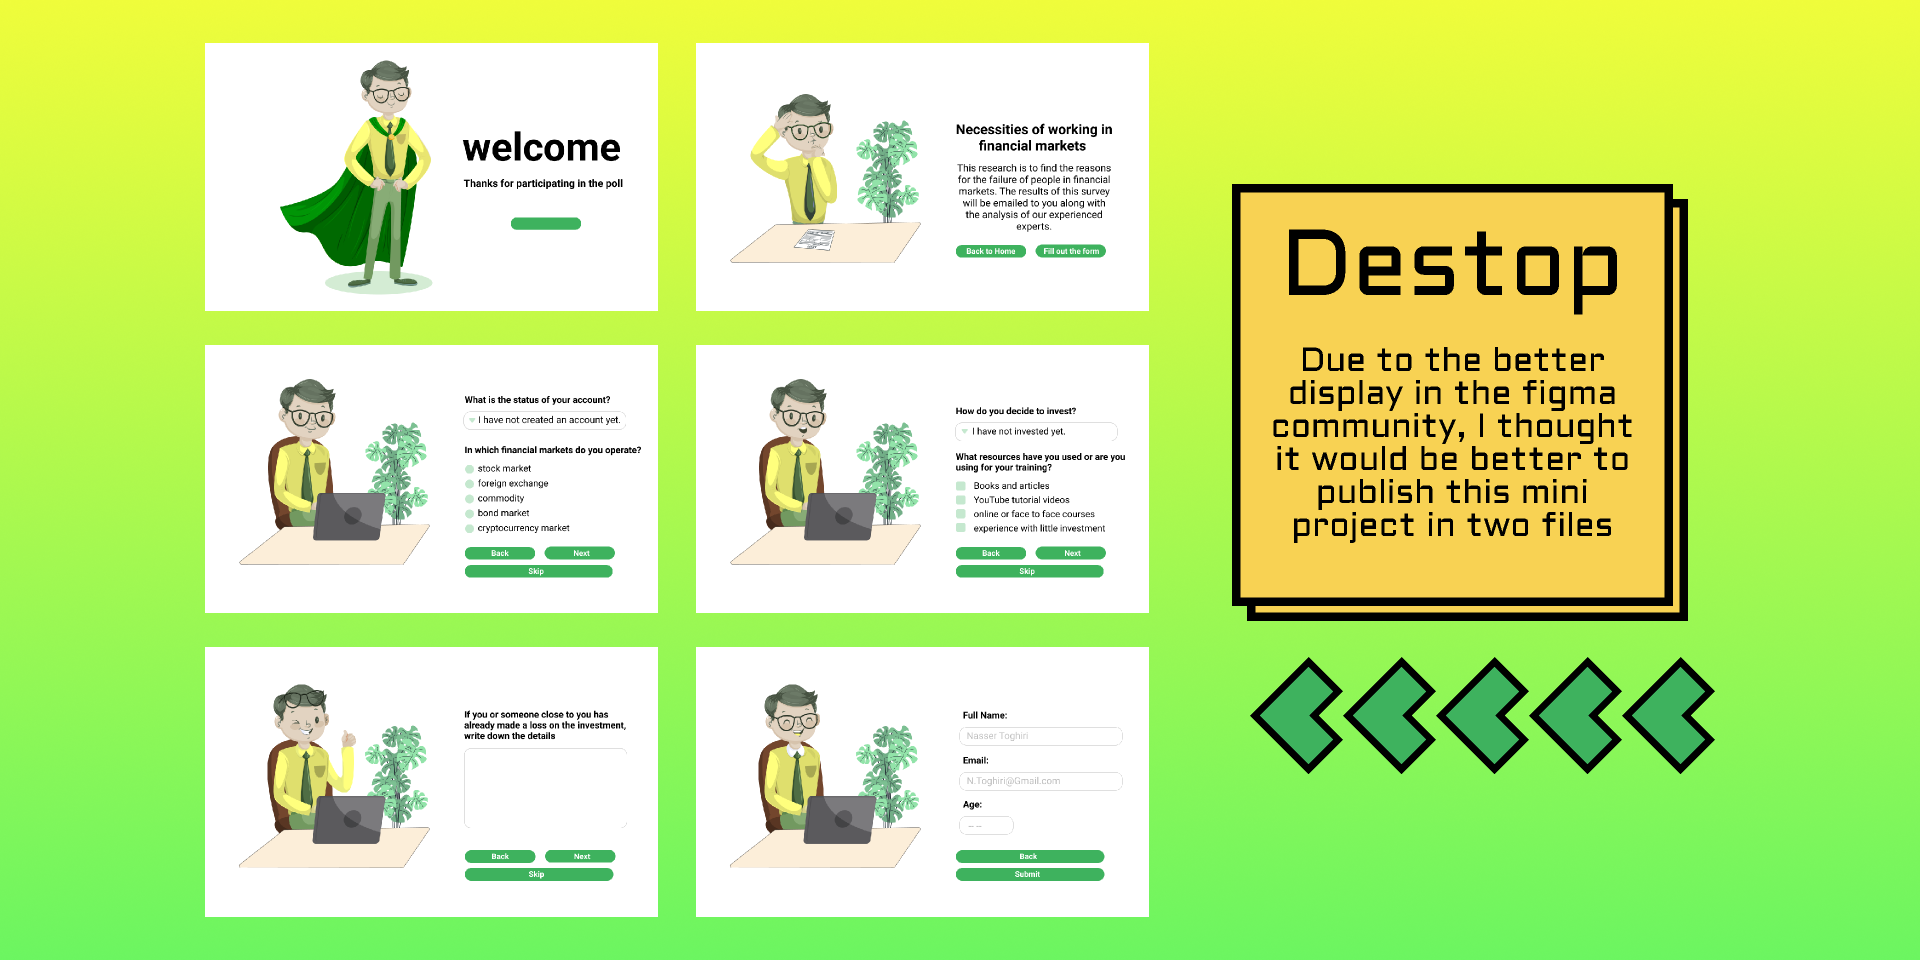 welcome
Thanks for participating in the poll
Necessities of working in
financial markets
This research is to find the reasons
for the failure of people in financial
markets. The results of this survey
will be emailed to you along with
the analysis of our experienced
experts.
Back to Home
Fill out the form
What is the status of your account?
I have not created an account yet.
In which financial markets do you operate?
stock market
foreign exchange
commodity
bond market
cryptocurrency market
Back
Next
Skip
How do you decide to invest?
I have not invested yet.
What resources have you used or are you
using for your training?
Books and articles
YouTube tutorial videos
online or face to face courses
experience with little investment
Back
Next
Skip
If you or someone close to you has
already made a loss on the investment,
write down the details
Back
Next
Skip
Full Name:
Nasser Toghiri
Email:
N.Toghiri@Gmail.com
Age:
-- --
Back
Submit
Destop
Due to the better
display in the figma
community, I thought
it would be better to
publish this mini
project in two files